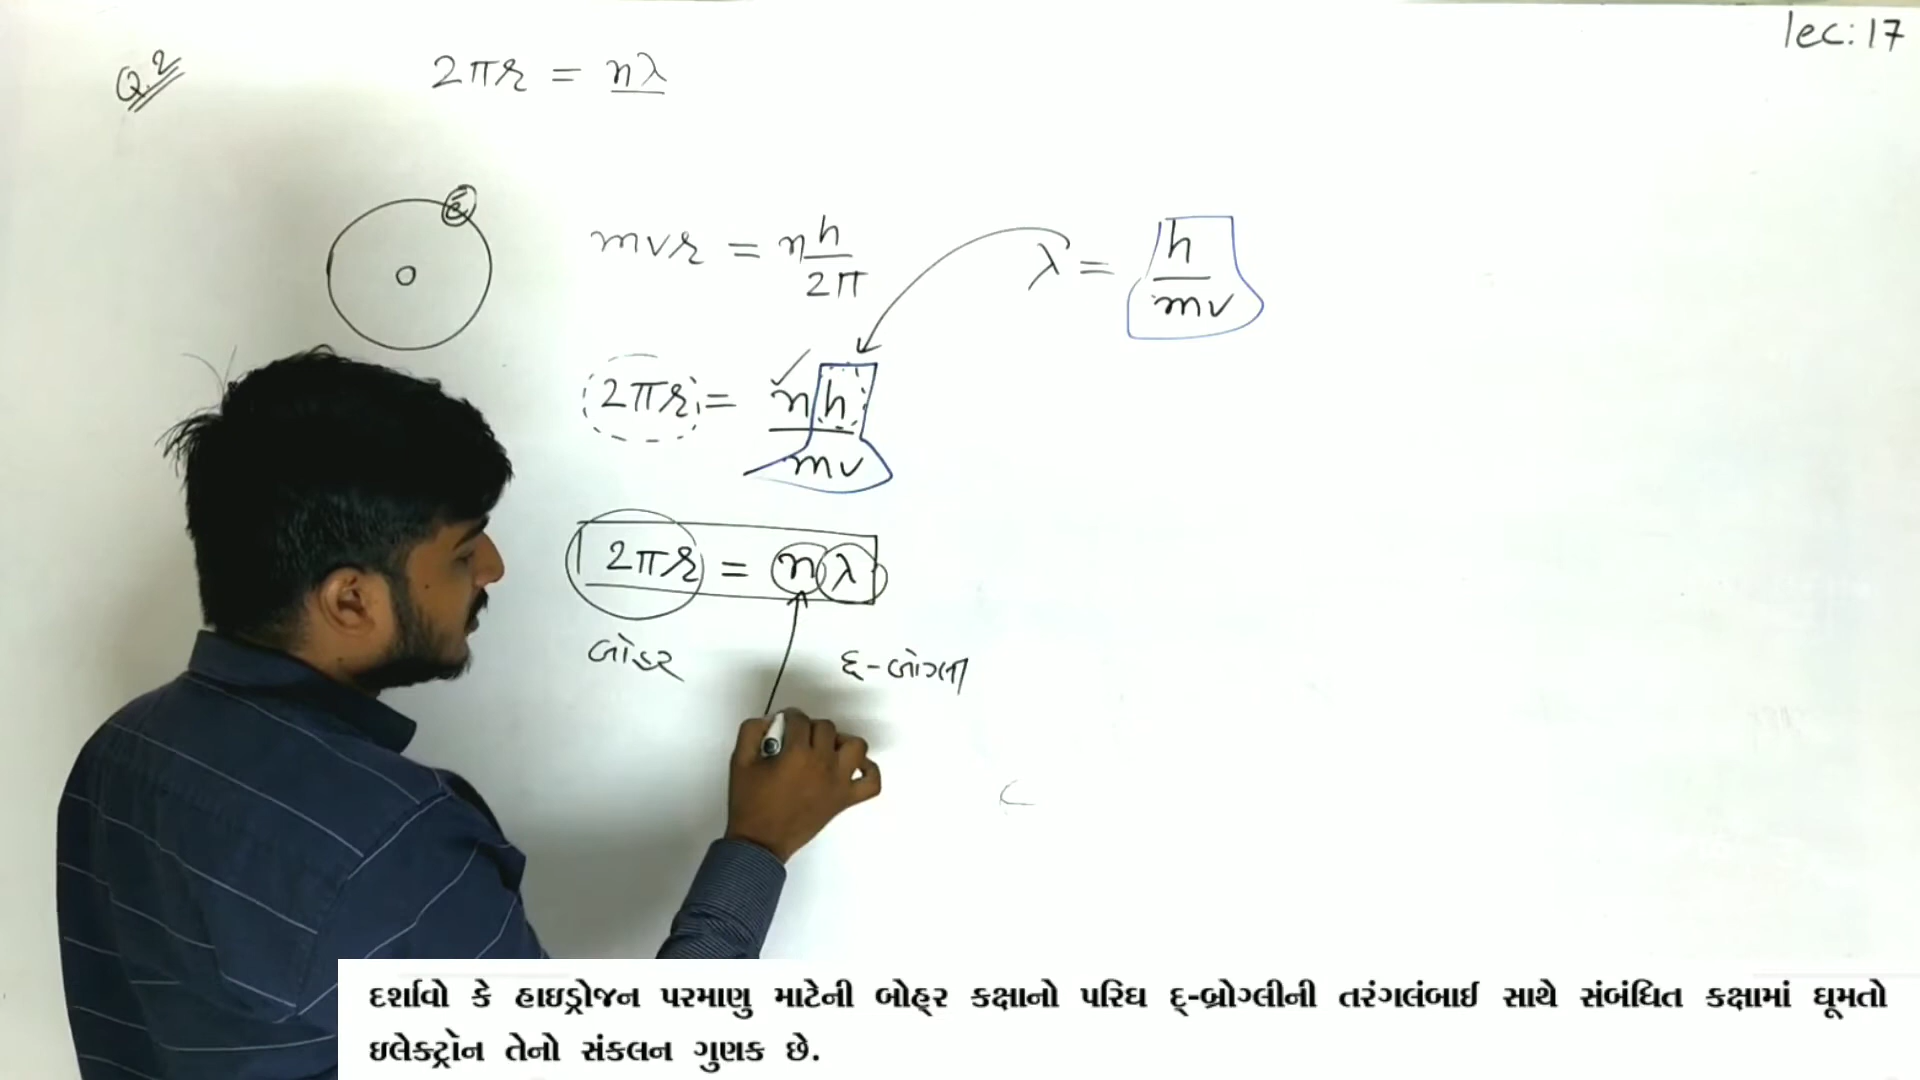 lec: 17
Q.2
2πr = nλ
e⁻
mvr = n h/2π
λ = h/mv
2πr = nh/mv
2πr = nλ
બોહર
દ્-બ્રોગ્લી
દર્શાવો કે હાઇડ્રોજન પરમાણુ માટેની બોહ્‌ર કક્ષાનો પરિઘ દ્-બ્રોગ્લીની તરંગલંબાઈ સાથે સંબંધિત કક્ષામાં ઘૂમતો
ઇલેક્ટ્રૉન તેનો સંકલન ગુણક છે.